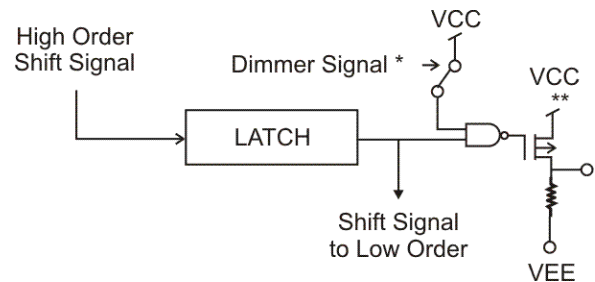 VCC
High Order
Shift Signal
Dimmer Signal *
VCC
**
LATCH
Shift Signal
to Low Order
VEE